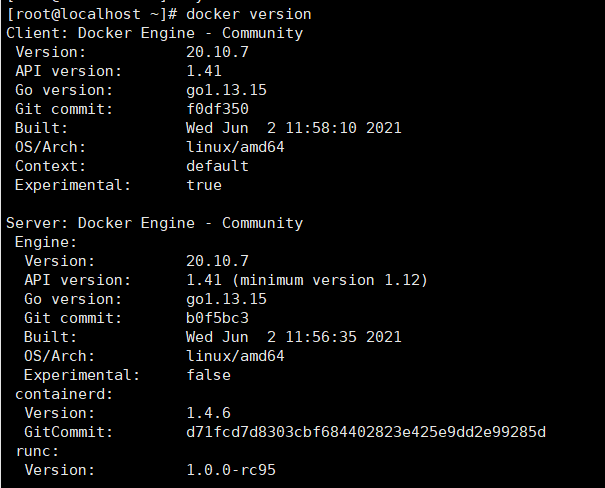 [root@localhost ~]# docker version
Client: Docker Engine - Community
 Version:           20.10.7
 API version:       1.41
 Go version:        go1.13.15
 Git commit:        f0df350
 Built:             Wed Jun  2 11:58:10 2021
 OS/Arch:           linux/amd64
 Context:           default
 Experimental:      true

Server: Docker Engine - Community
 Engine:
  Version:          20.10.7
  API version:      1.41 (minimum version 1.12)
  Go version:       go1.13.15
  Git commit:       b0f5bc3
  Built:            Wed Jun  2 11:56:35 2021
  OS/Arch:          linux/amd64
  Experimental:     false
 containerd:
  Version:          1.4.6
  GitCommit:        d71fcd7d8303cbf684402823e425e9dd2e99285d
 runc:
  Version:          1.0.0-rc95